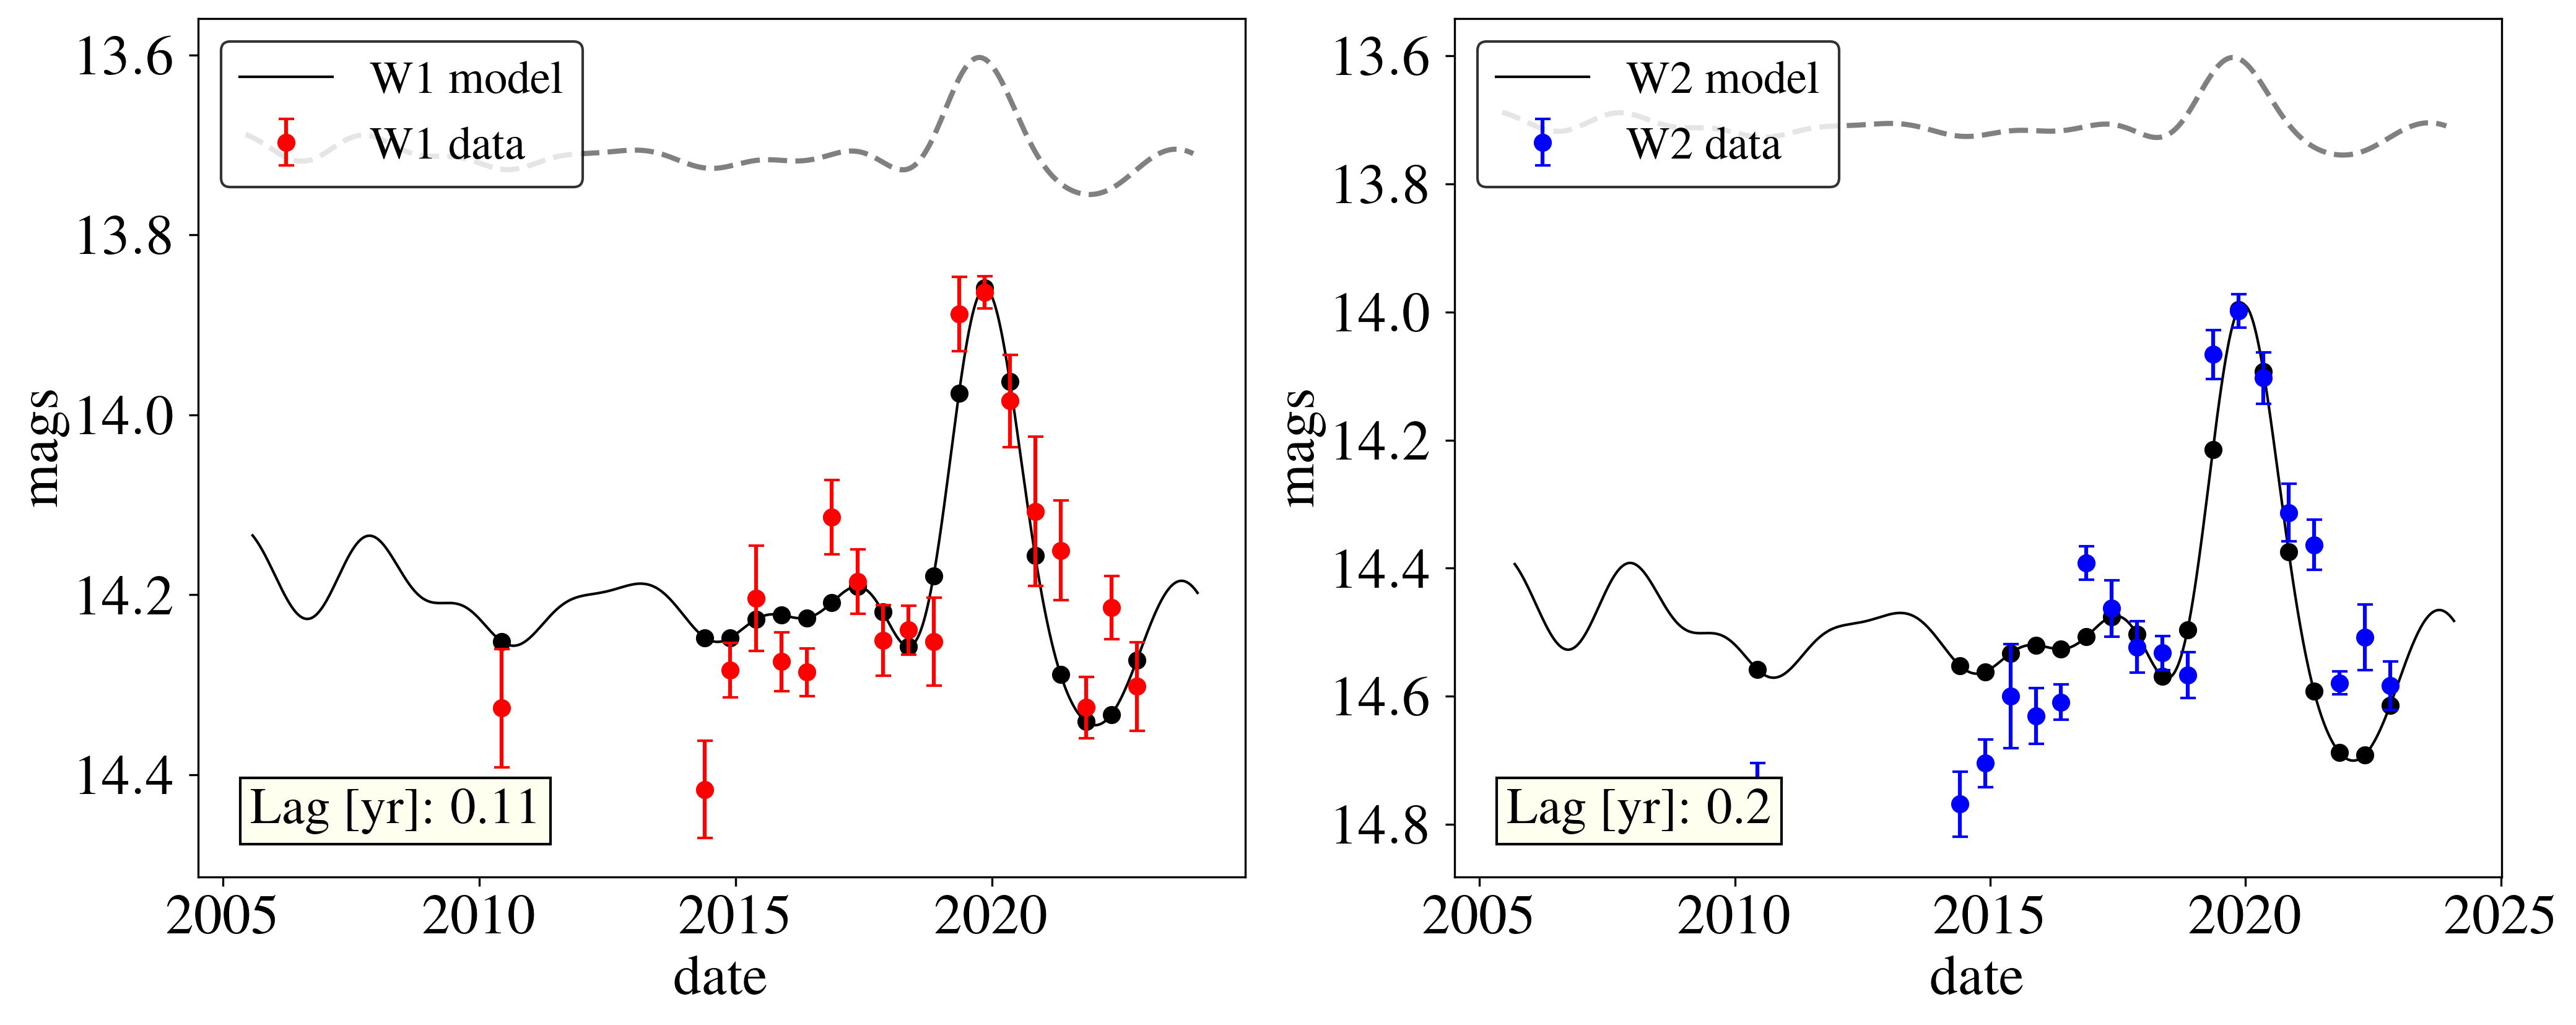 W1 model
W1 data
13.6
13.8
14.0
14.2
14.4
mags
Lag [yr]: 0.11
2005
2010
2015
2020
date
W2 model
W2 data
13.6
13.8
14.0
14.2
14.4
14.6
14.8
mags
Lag [yr]: 0.2
2005
2010
2015
2020
2025
date